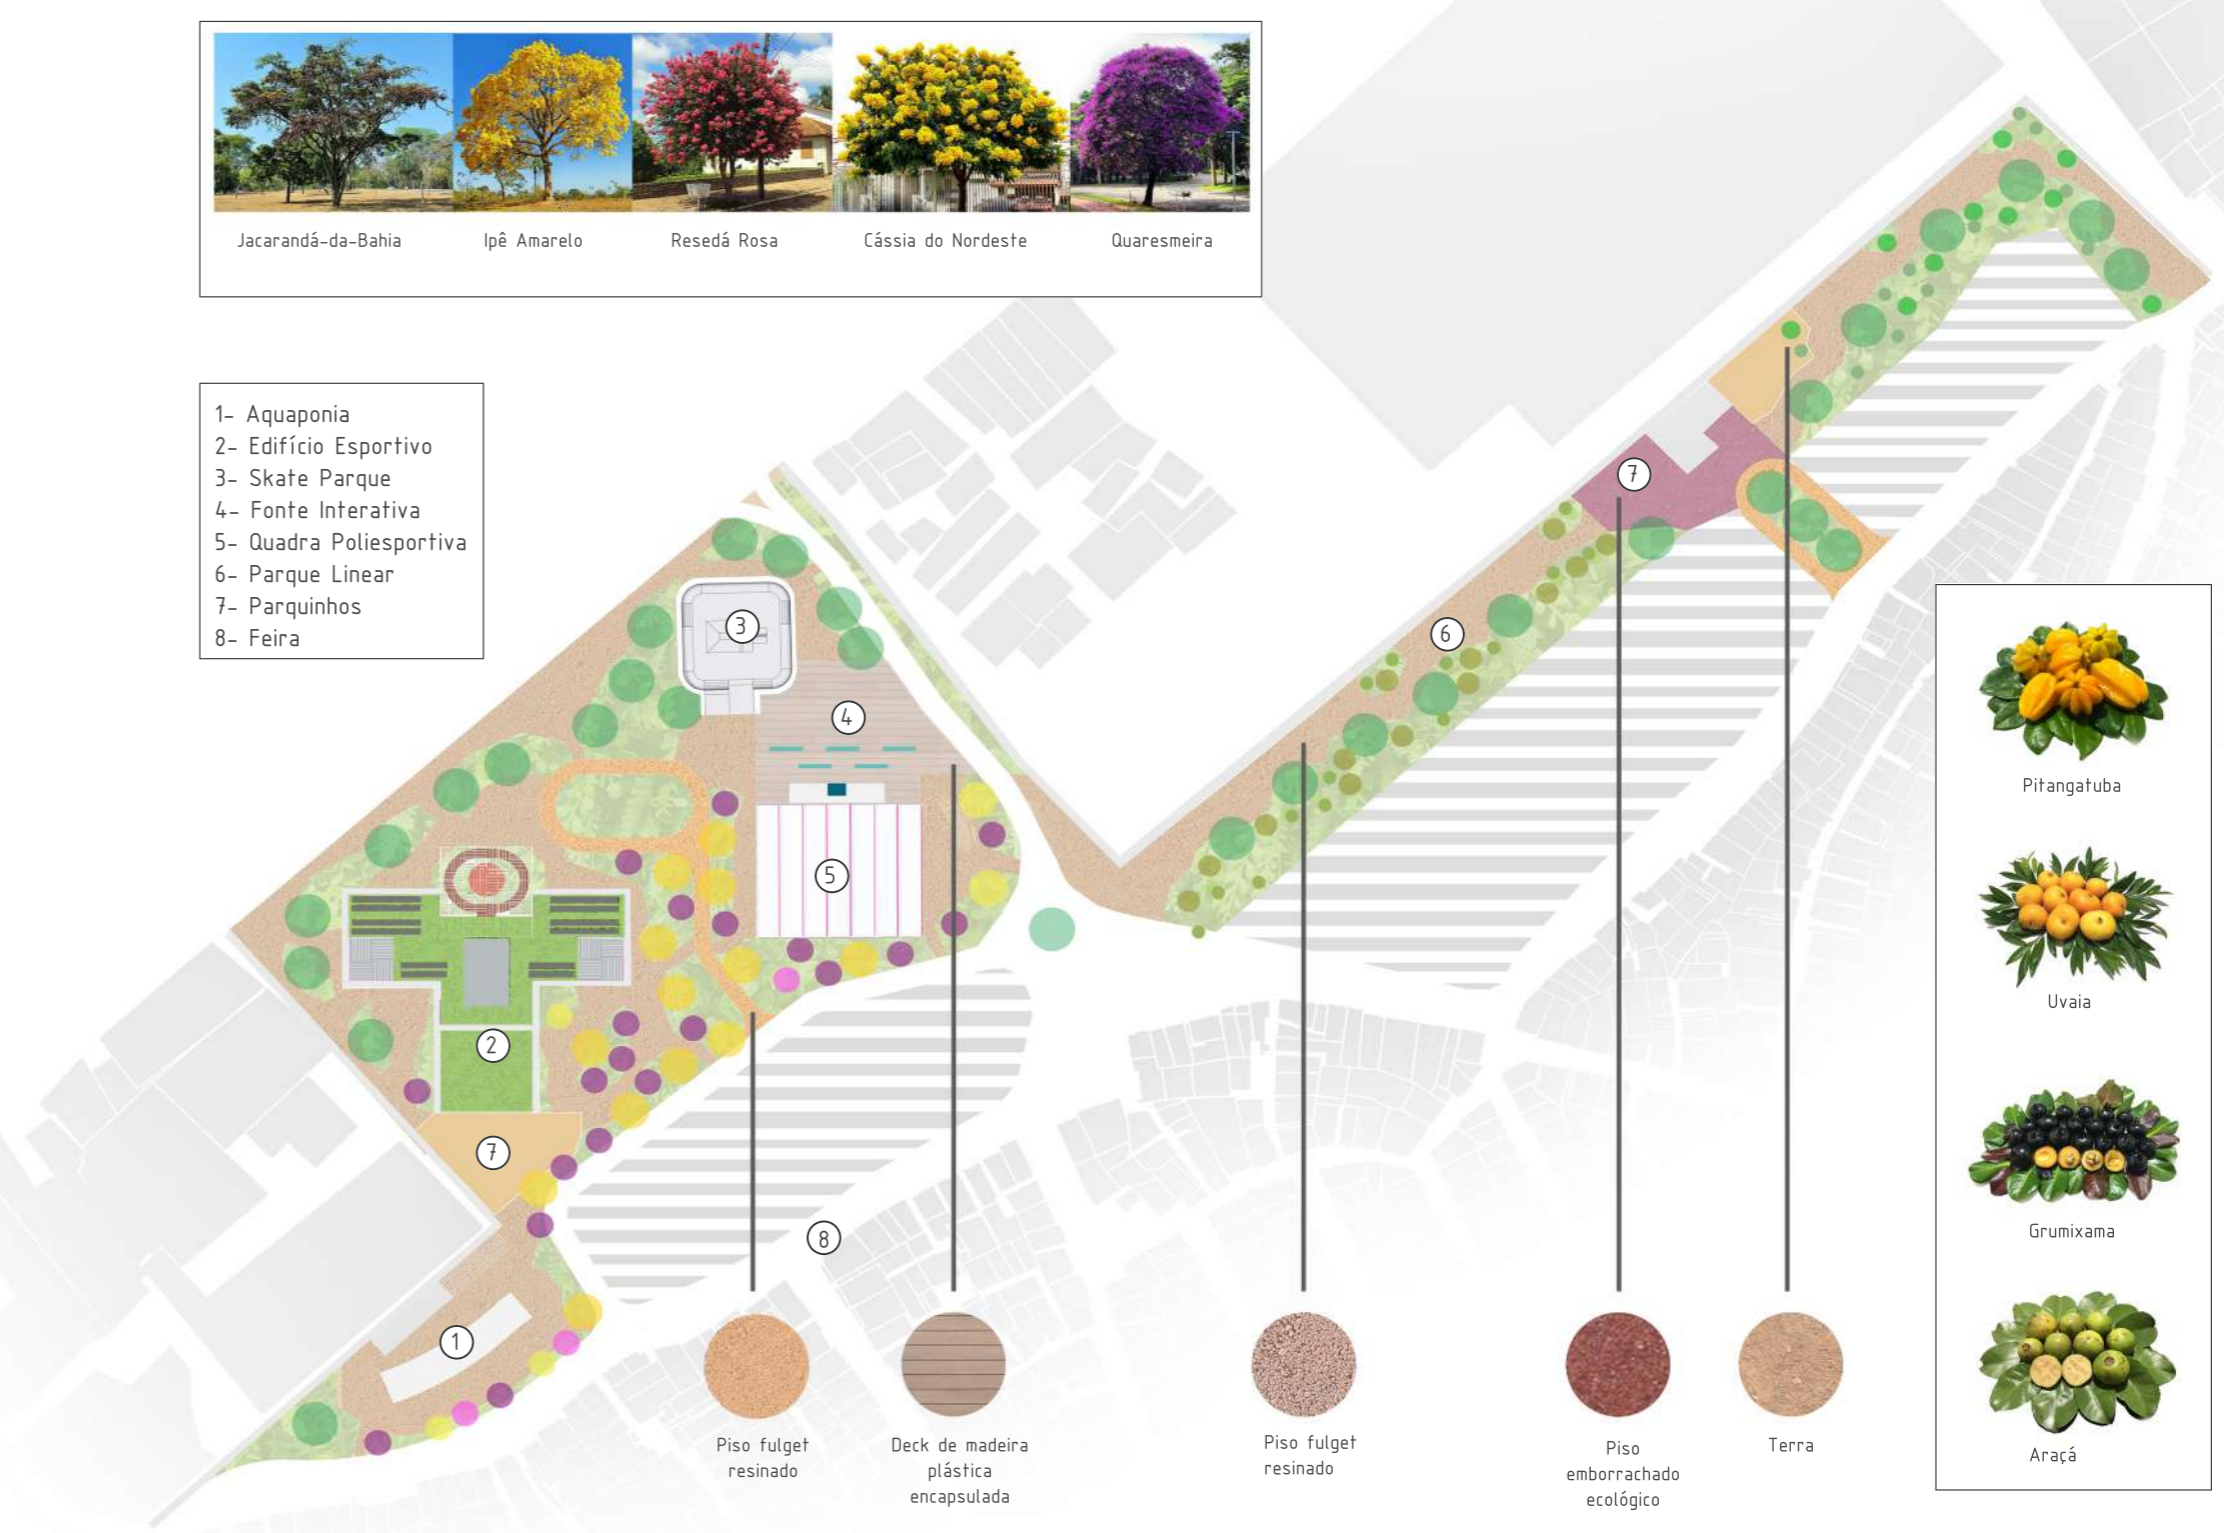 Jacarandá-da-Bahia
Ipê Amarelo
Resedá Rosa
Cássia do Nordeste
Quaresmeira
1- Aquaponia
2- Edifício Esportivo
3- Skate Parque
4- Fonte Interativa
5- Quadra Poliesportiva
6- Parque Linear
7- Parquinhos
8- Feira
7
3
6
4
5
2
7
8
1
Pitangatuba
Uvaia
Grumixama
Araçá
Piso fulget
resinado
Deck de madeira
plástica
encapsulada
Piso fulget
resinado
Piso
emborrachado
ecológico
Terra